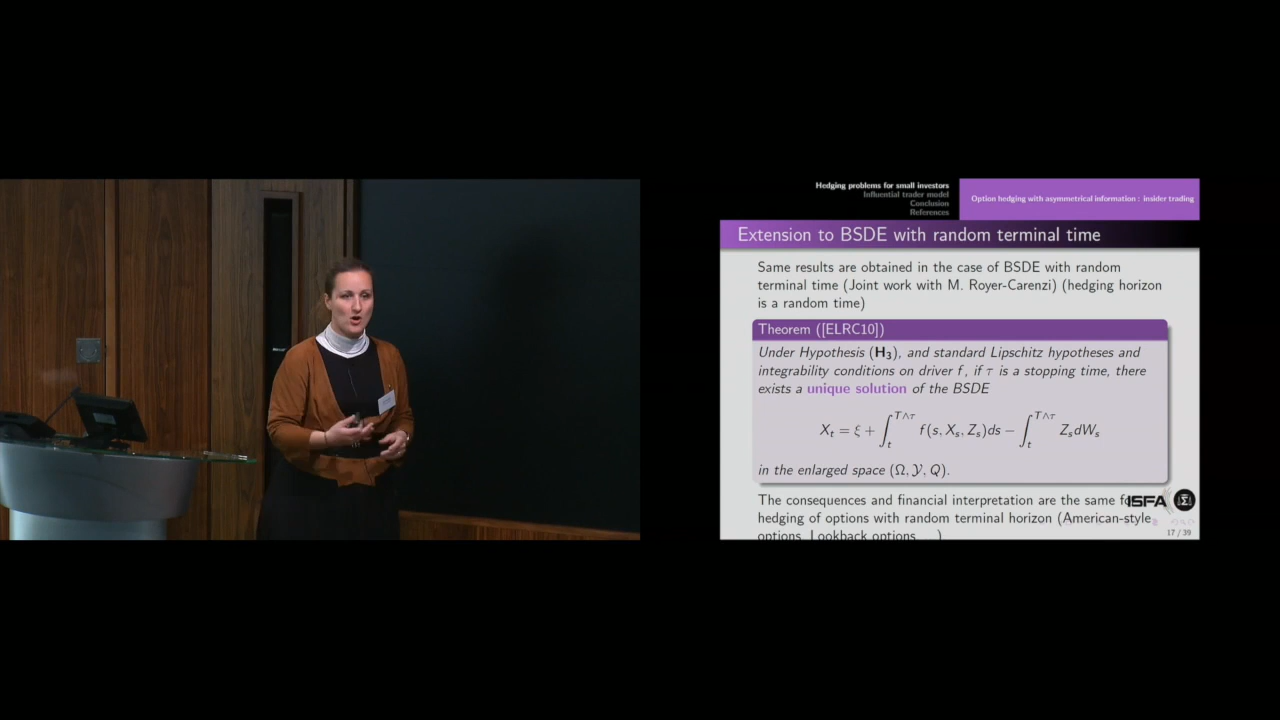 Hedging problems for small investors
Influential trader model
Conclusion
References
Option hedging with asymmetrical information : insider trading
Extension to BSDE with random terminal time
Same results are obtained in the case of BSDE with random
terminal time (Joint work with M. Royer-Carenzi) (hedging horizon
is a random time)
Theorem ([ELRC10])
Under Hypothesis (H₃), and standard Lipschitz hypotheses and
integrability conditions on driver f, if τ is a stopping time, there
exists a unique solution of the BSDE
X_t = ξ + ∫_t^{T∧τ} f(s, X_s, Z_s)ds − ∫_t^{T∧τ} Z_s dW_s
in the enlarged space (Ω, 𝒴, Q).
The consequences and financial interpretation are the same
hedging of options with random terminal horizon (American-style
options, Lookback options, ...)
ISFA
17 / 39